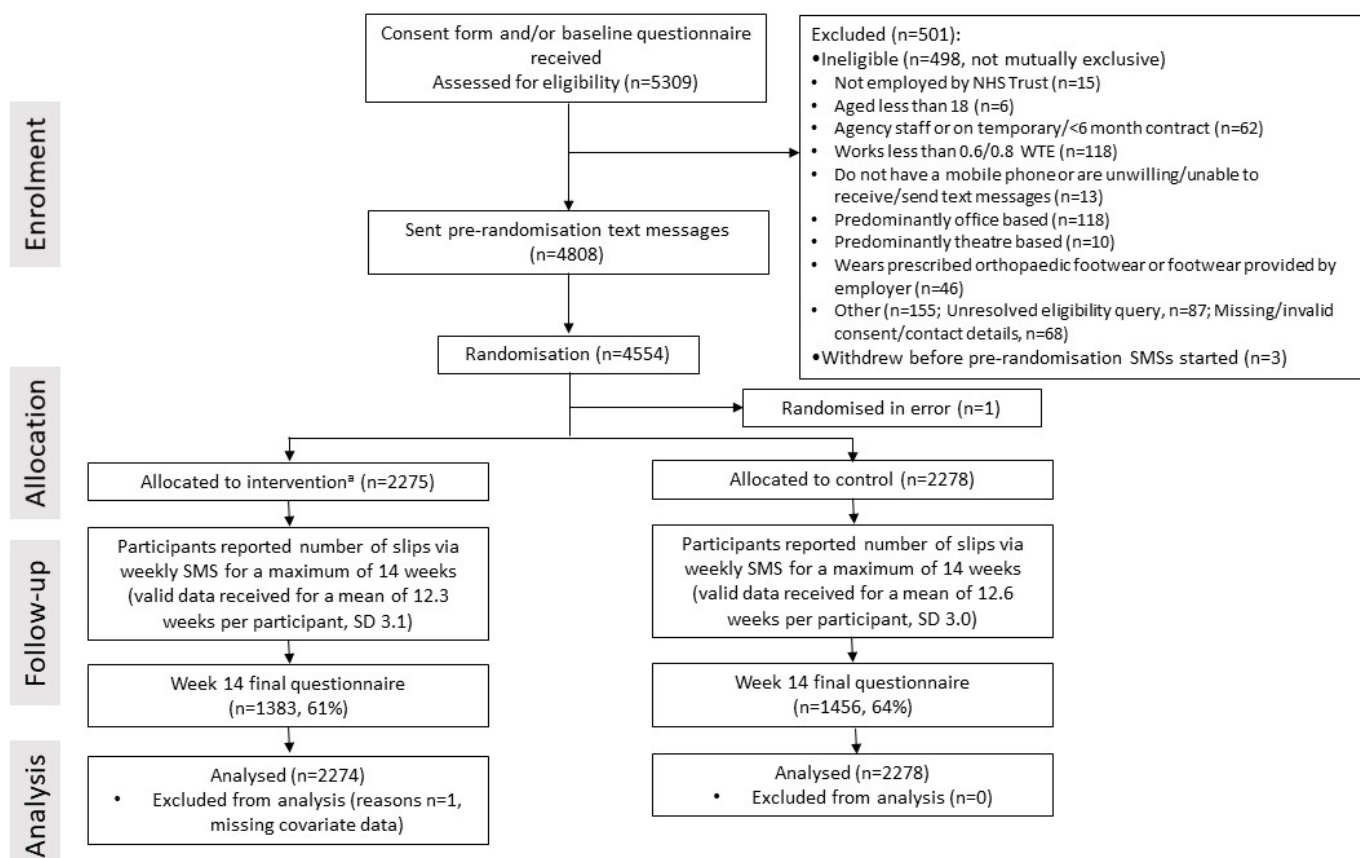 Consent form and/or baseline questionnaire
received
Assessed for eligibility (n=5309)
Excluded (n=501):
•Ineligible (n=498, not mutually exclusive)
• Not employed by NHS Trust (n=15)
• Aged less than 18 (n=6)
• Agency staff or on temporary/<6 month contract (n=62)
• Works less than 0.6/0.8 WTE (n=118)
• Do not have a mobile phone or are unwilling/unable to
receive/send text messages (n=13)
• Predominantly office based (n=118)
• Predominantly theatre based (n=10)
• Wears prescribed orthopaedic footwear or footwear provided by
employer (n=46)
• Other (n=155; Unresolved eligibility query, n=87; Missing/invalid
consent/contact details, n=68)
•Withdrew before pre-randomisation SMSs started (n=3)
Enrolment
Sent pre-randomisation text messages
(n=4808)
Randomisation (n=4554)
Randomised in error (n=1)
Allocation
Allocated to interventionª (n=2275)
Allocated to control (n=2278)
Follow-up
Participants reported number of slips via
weekly SMS for a maximum of 14 weeks
(valid data received for a mean of 12.3
weeks per participant, SD 3.1)
Participants reported number of slips via
weekly SMS for a maximum of 14 weeks
(valid data received for a mean of 12.6
weeks per participant, SD 3.0)
Week 14 final questionnaire
(n=1383, 61%)
Week 14 final questionnaire
(n=1456, 64%)
Analysis
Analysed (n=2274)
• Excluded from analysis (reasons n=1,
missing covariate data)
Analysed (n=2278)
• Excluded from analysis (n=0)